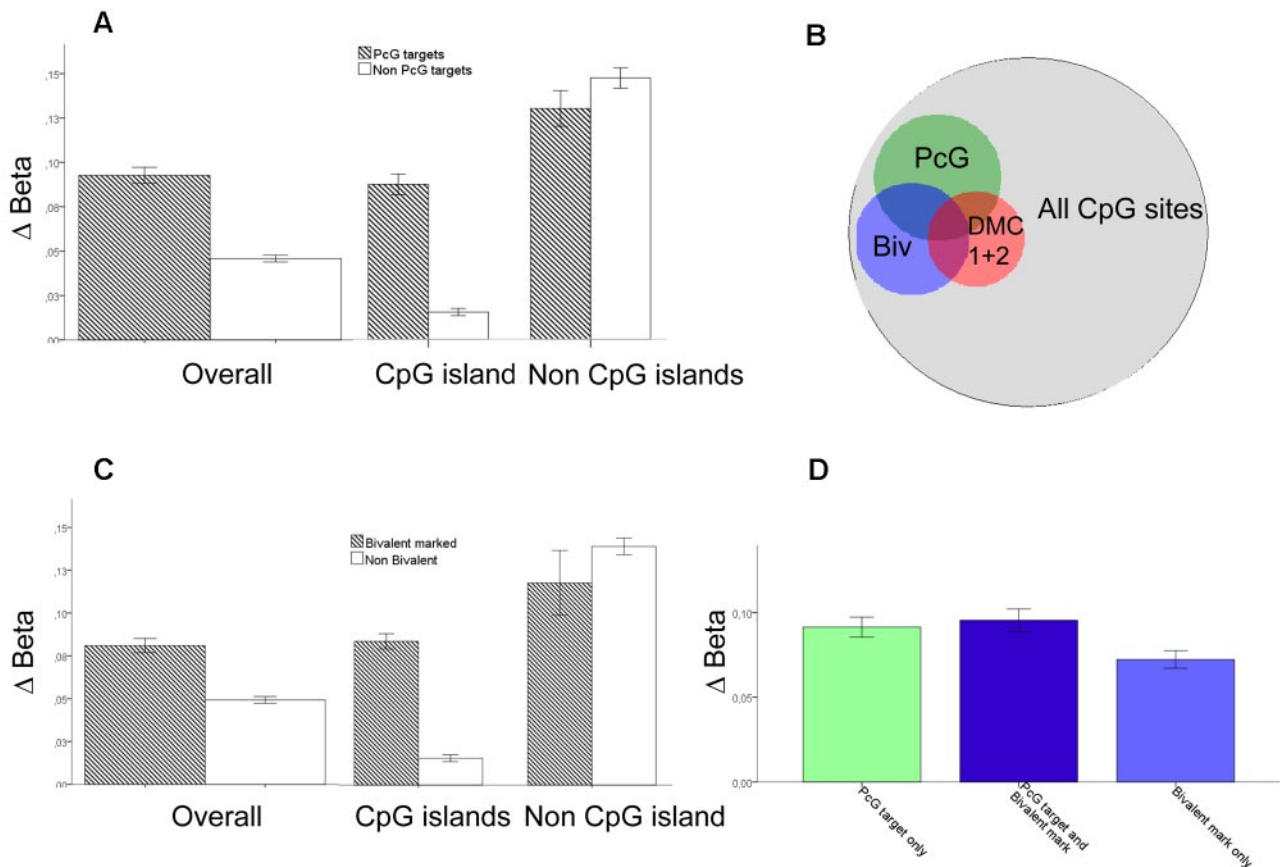 A
PcG targets
Non PcG targets
,15
,13
,10
,08
,05
,03
,00
Δ Beta
Overall
CpG island
Non CpG islands
B
PcG
Biv
DMC
1+2
All CpG sites
C
Bivalent marked
Non Bivalent
,15
,13
,10
,08
,05
,03
,00
Δ Beta
Overall
CpG islands
Non CpG island
D
0,10
0,05
0,00
Δ Beta
PcG target only
PcG target and
Bivalent mark
Bivalent mark only